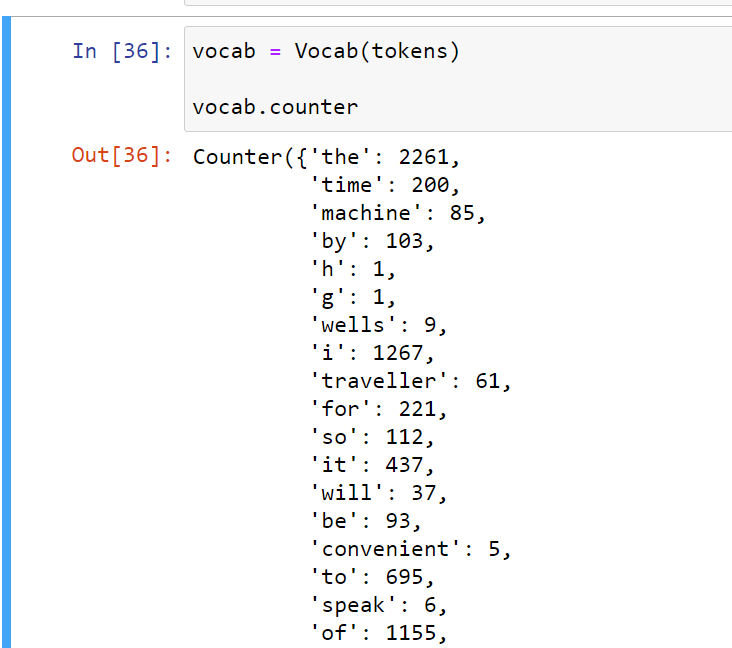 In [36]: vocab = Vocab(tokens)
vocab.counter
Out[36]: Counter({'the': 2261,
'time': 200,
'machine': 85,
'by': 103,
'h': 1,
'g': 1,
'wells': 9,
'i': 1267,
'traveller': 61,
'for': 221,
'so': 112,
'it': 437,
'will': 37,
'be': 93,
'convenient': 5,
'to': 695,
'speak': 6,
'of': 1155,